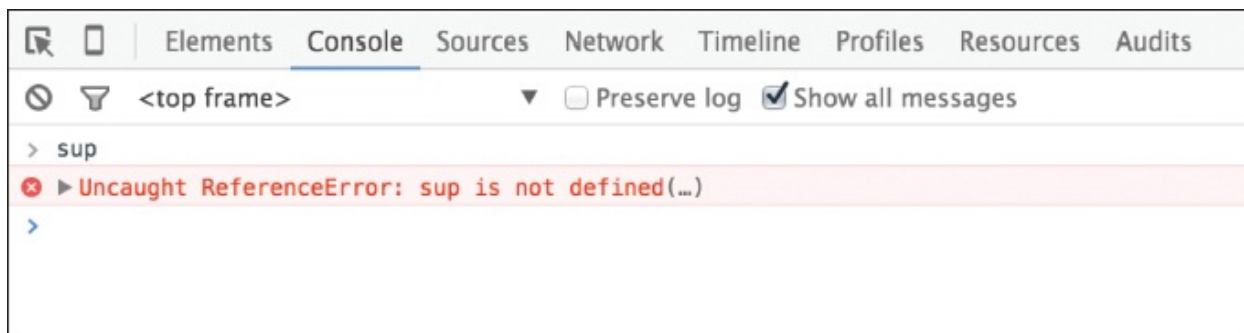 Elements Console Sources Network Timeline Profiles Resources Audits
<top frame> ▼ Preserve log Show all messages
> sup
▶Uncaught ReferenceError: sup is not defined(…)
>